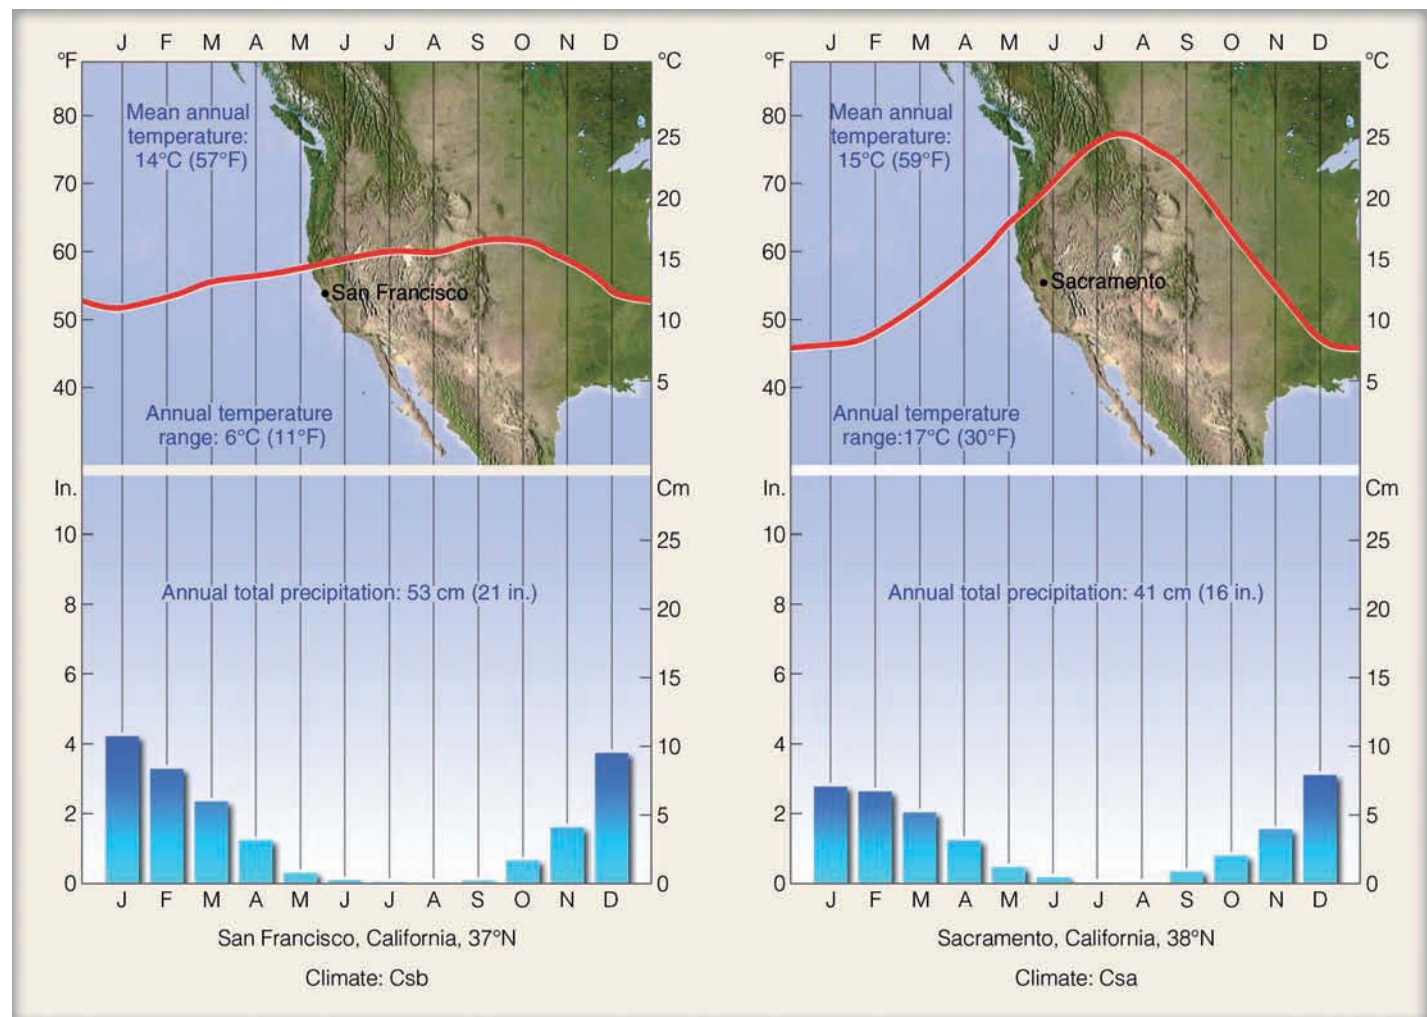 J F M A M J J A S O N D
°F °C
80
70
60
50
40
25
20
15
10
5
Mean annual
temperature:
14°C (57°F)
San Francisco
Annual temperature
range: 6°C (11°F)
In. Cm
10
8
6
4
2
0
25
20
15
10
5
0
Annual total precipitation: 53 cm (21 in.)
J F M A M J J A S O N D
San Francisco, California, 37°N
Climate: Csb
J F M A M J J A S O N D
°F °C
80
70
60
50
40
25
20
15
10
5
Mean annual
temperature:
15°C (59°F)
Sacramento
Annual temperature
range:17°C (30°F)
In. Cm
10
8
6
4
2
0
25
20
15
10
5
0
Annual total precipitation: 41 cm (16 in.)
J F M A M J J A S O N D
Sacramento, California, 38°N
Climate: Csa